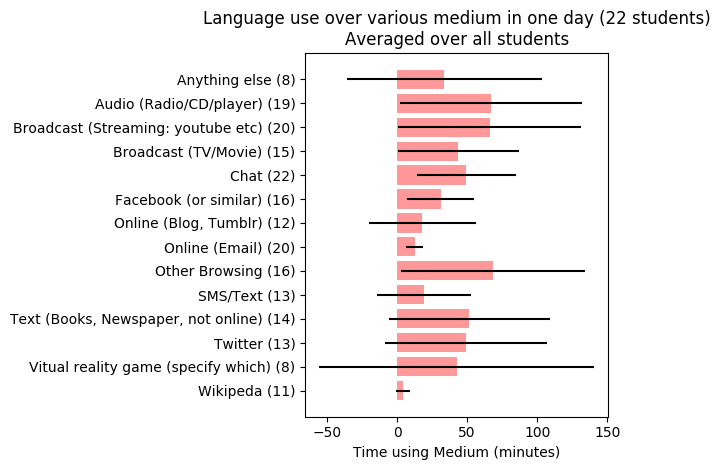 Language use over various medium in one day (22 students)
Averaged over all students
Anything else (8)
Audio (Radio/CD/player) (19)
Broadcast (Streaming: youtube etc) (20)
Broadcast (TV/Movie) (15)
Chat (22)
Facebook (or similar) (16)
Online (Blog, Tumblr) (12)
Online (Email) (20)
Other Browsing (16)
SMS/Text (13)
Text (Books, Newspaper, not online) (14)
Twitter (13)
Vitual reality game (specify which) (8)
Wikipeda (11)
−50 0 50 100 150
Time using Medium (minutes)